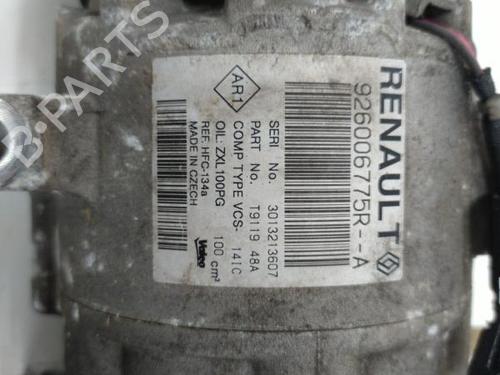 RENAULT
926006775R--A
AR1
SERI No. 3013213607
PART No. T9119 48A
COMP TYPE VCS- 14IC
OIL: ZXL100PG 100 cm³
REF. HFC-134a
MADE IN CZECH
Valeo
B-PARTS